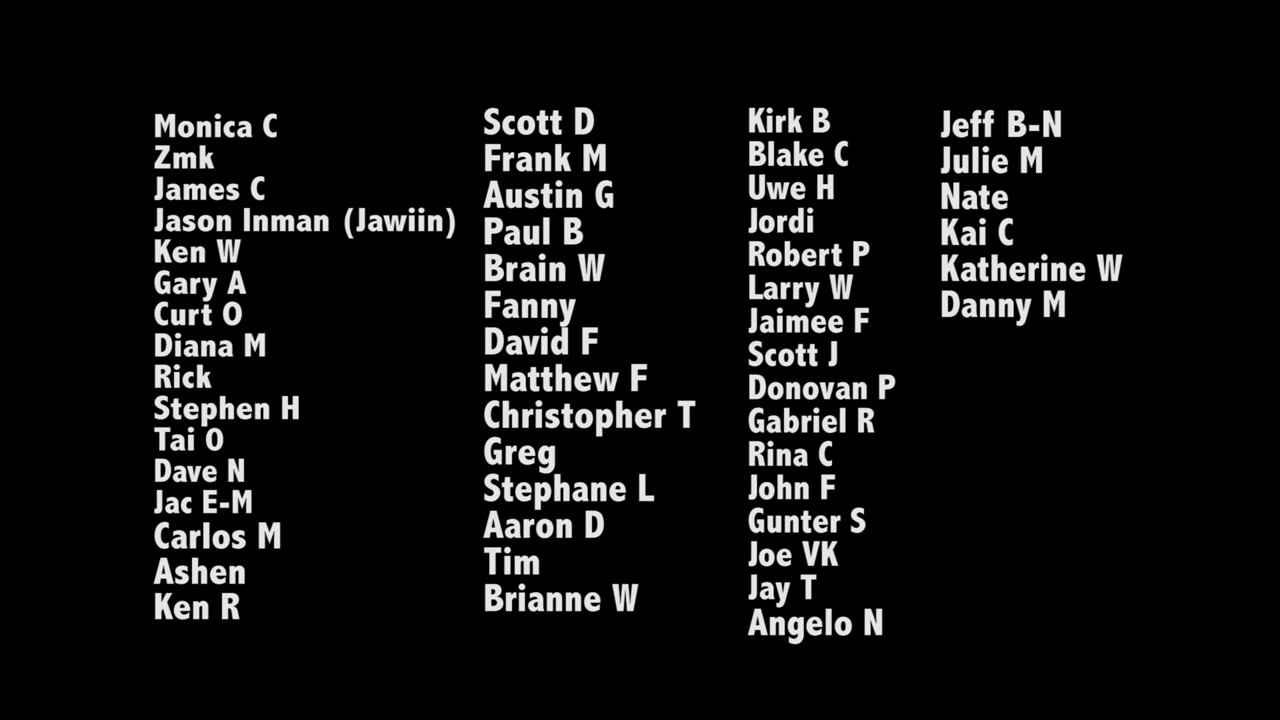 Monica C
Zmk
James C
Jason Inman (Jawiin)
Ken W
Gary A
Curt O
Diana M
Rick
Stephen H
Tai O
Dave N
Jac E-M
Carlos M
Ashen
Ken R
Scott D
Frank M
Austin G
Paul B
Brain W
Fanny
David F
Matthew F
Christopher T
Greg
Stephane L
Aaron D
Tim
Brianne W
Kirk B
Blake C
Uwe H
Jordi
Robert P
Larry W
Jaimee F
Scott J
Donovan P
Gabriel R
Rina C
John F
Gunter S
Joe VK
Jay T
Angelo N
Jeff B-N
Julie M
Nate
Kai C
Katherine W
Danny M